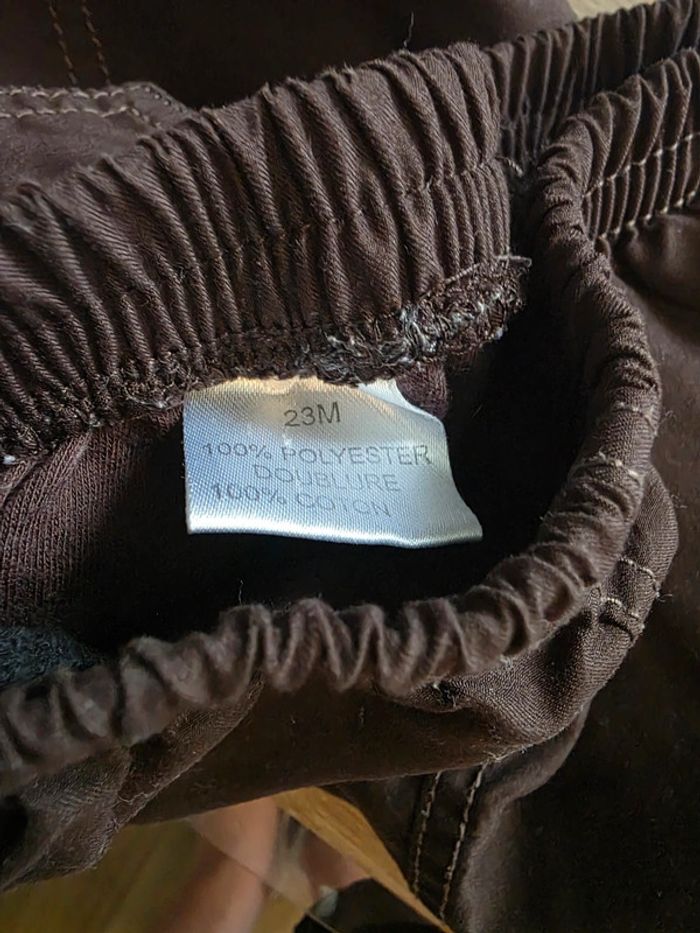 23M
100% POLYESTER
DOUBLURE
100% COTON